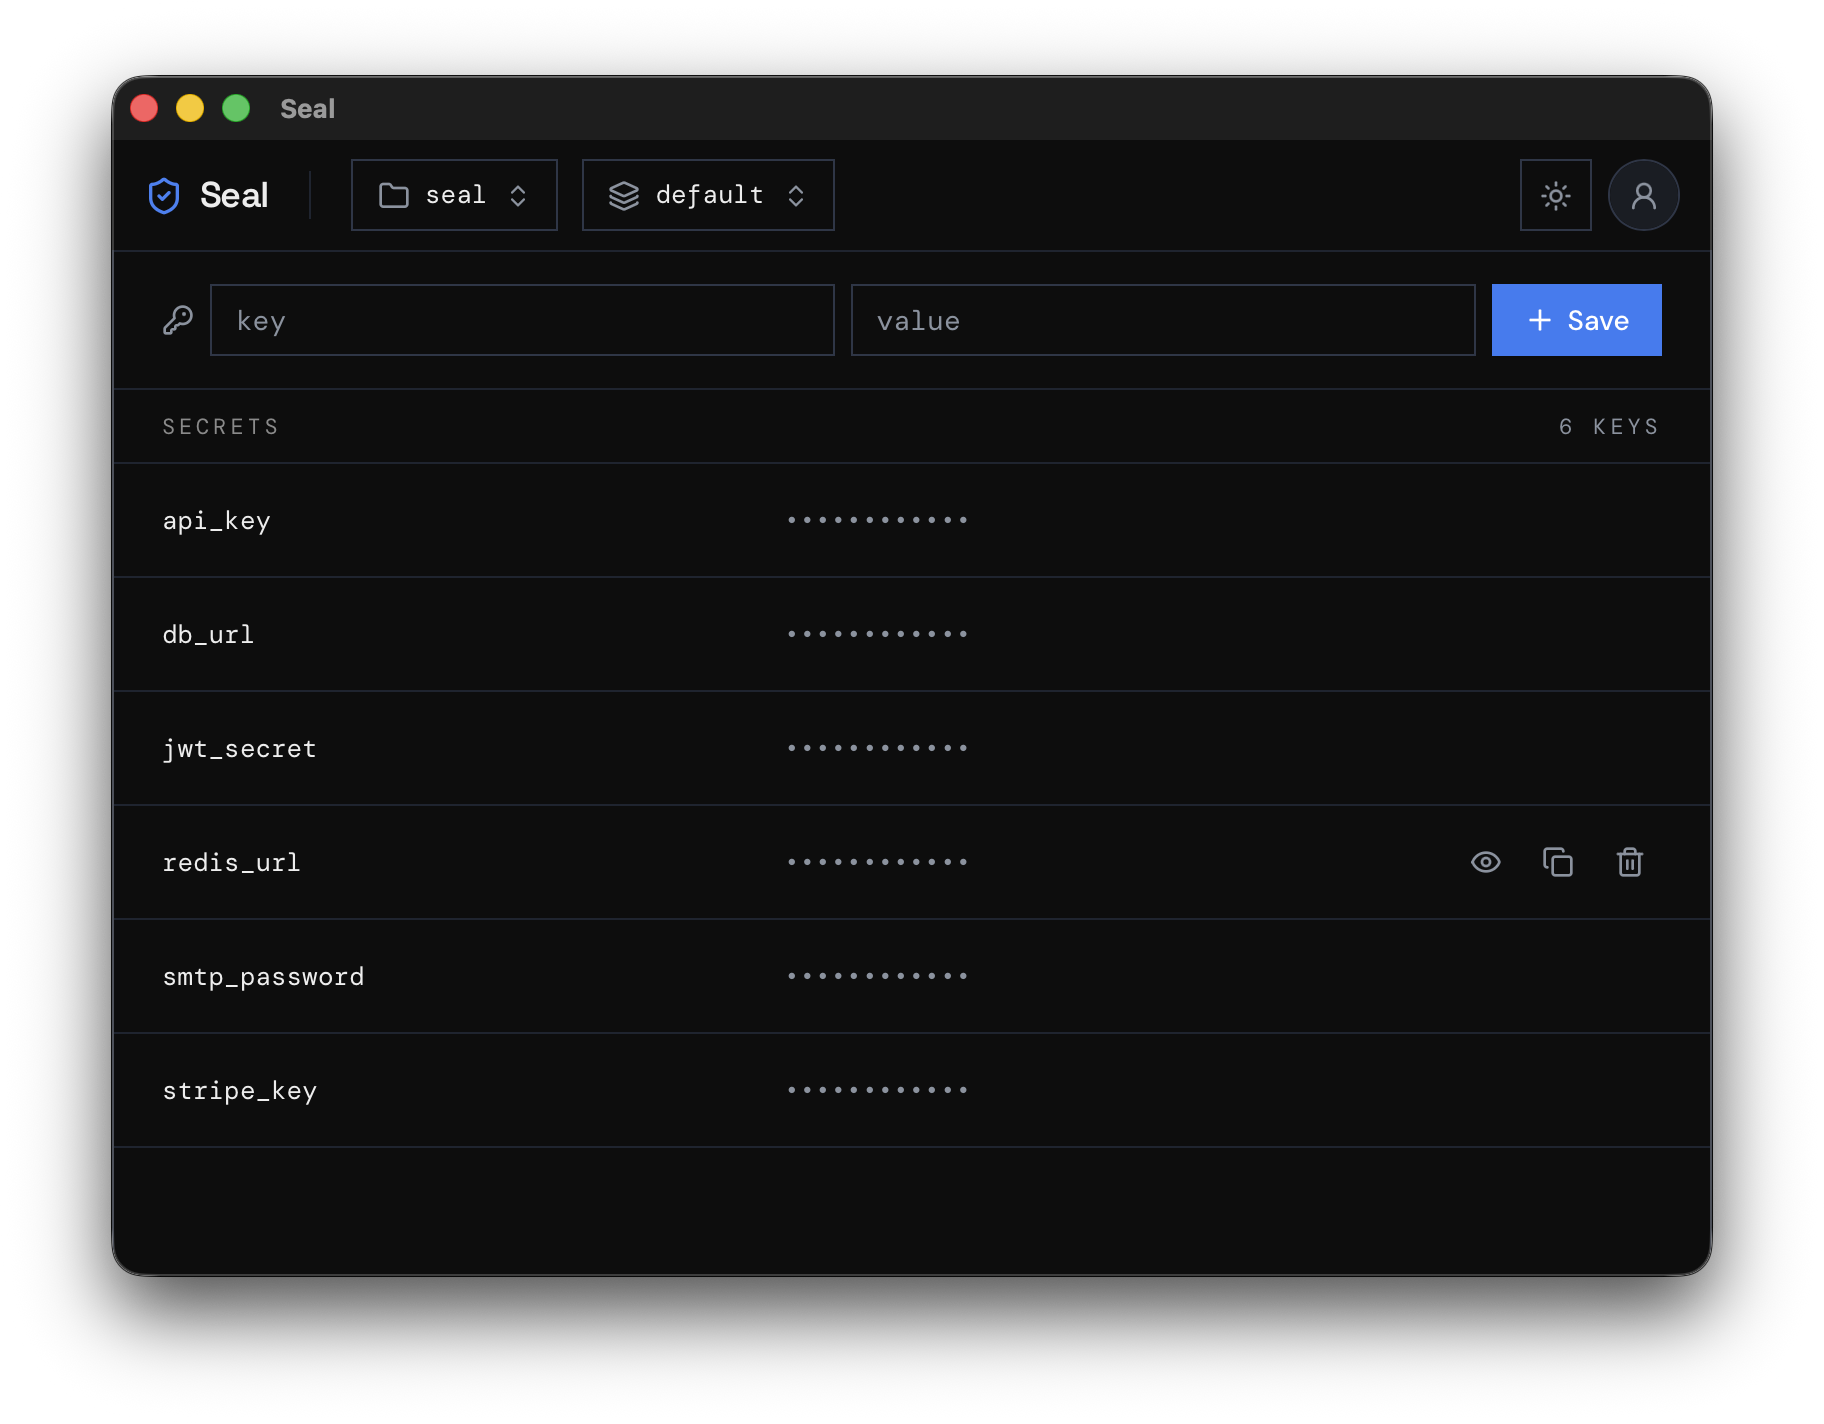 Seal
Seal
seal
default
key
value
Save
SECRETS
6 KEYS
api_key
••••••••••••
db_url
••••••••••••
jwt_secret
••••••••••••
redis_url
••••••••••••
smtp_password
••••••••••••
stripe_key
••••••••••••